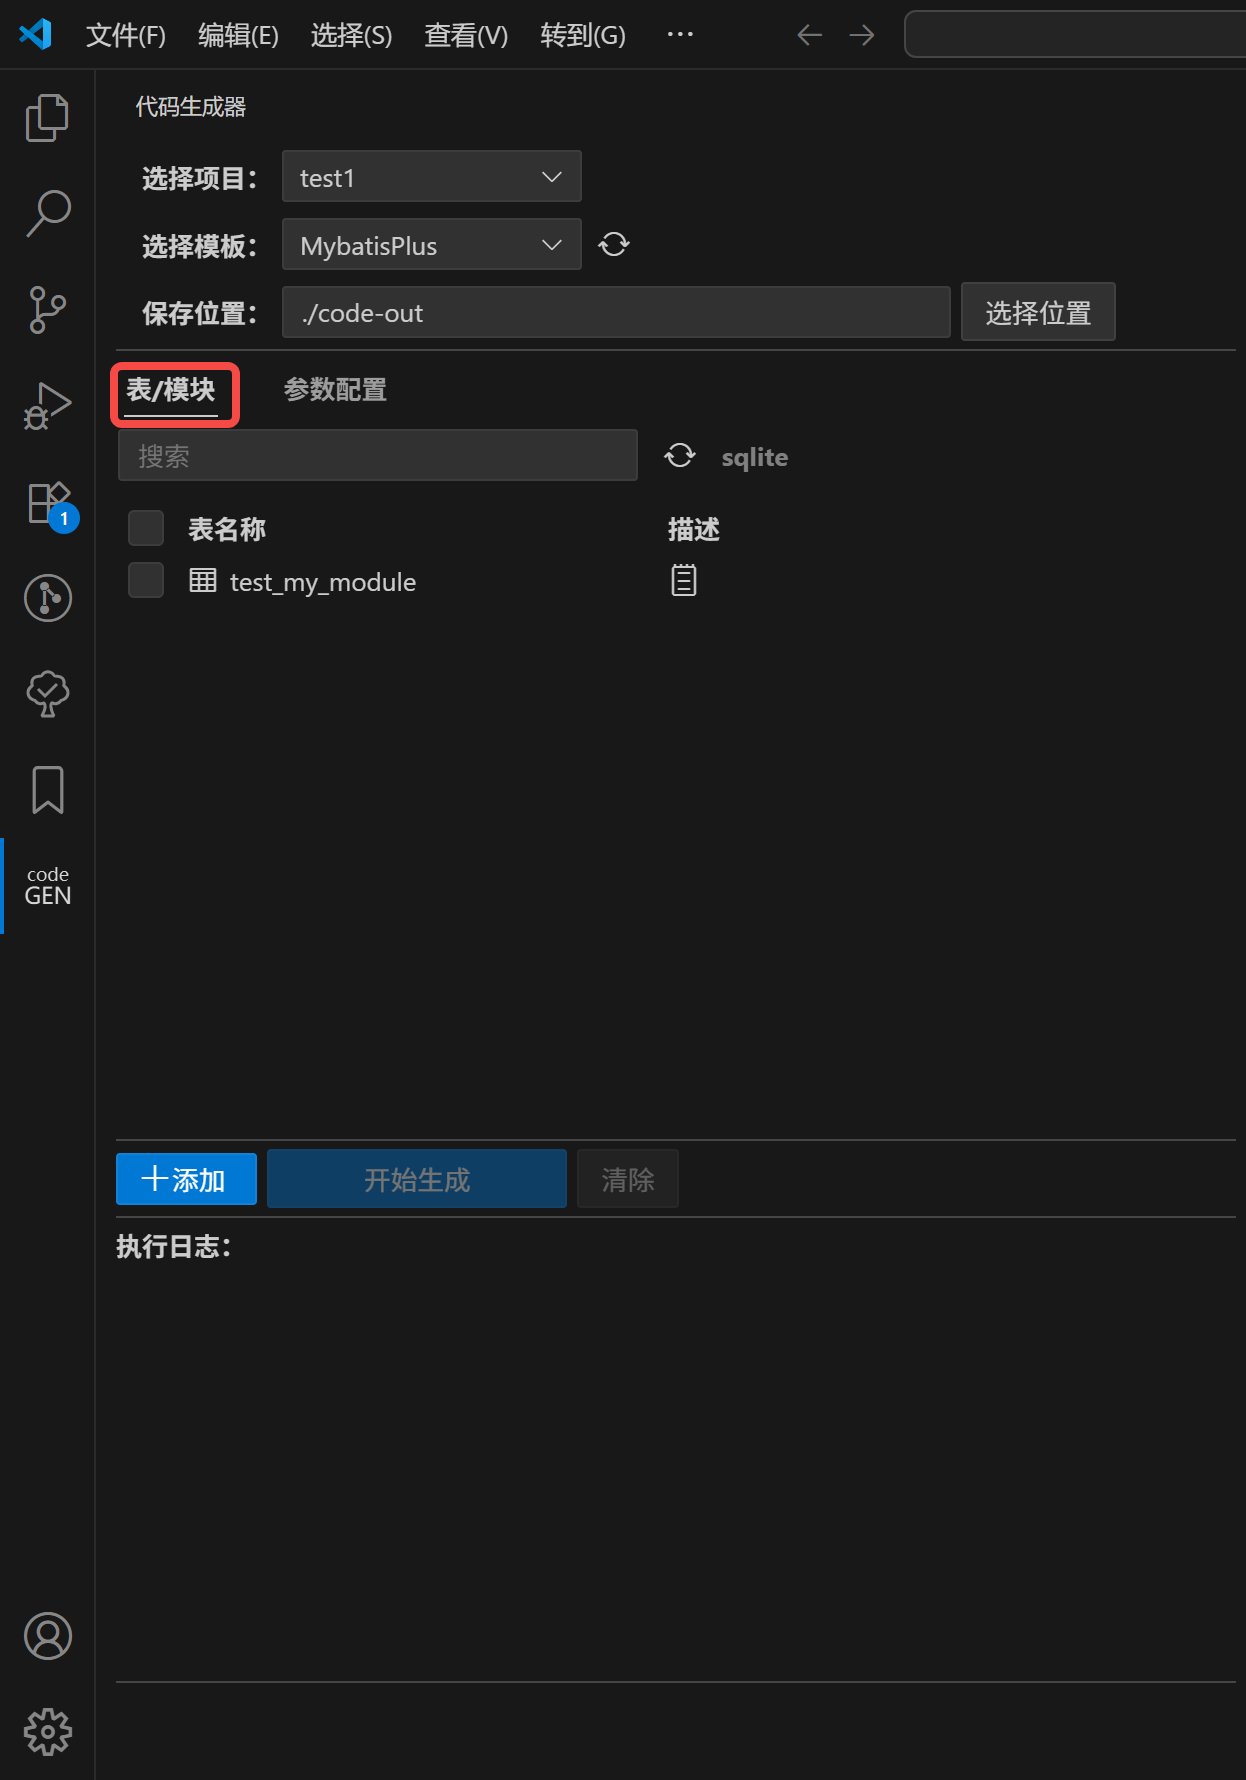 文件(F) 编辑(E) 选择(S) 查看(V) 转到(G) ···
代码生成器
选择项目： test1
选择模板： MybatisPlus
保存位置： ./code-out 选择位置
表/模块 参数配置
搜索 sqlite
表名称 描述
test_my_module
1
code
GEN
添加 开始生成 清除
执行日志：